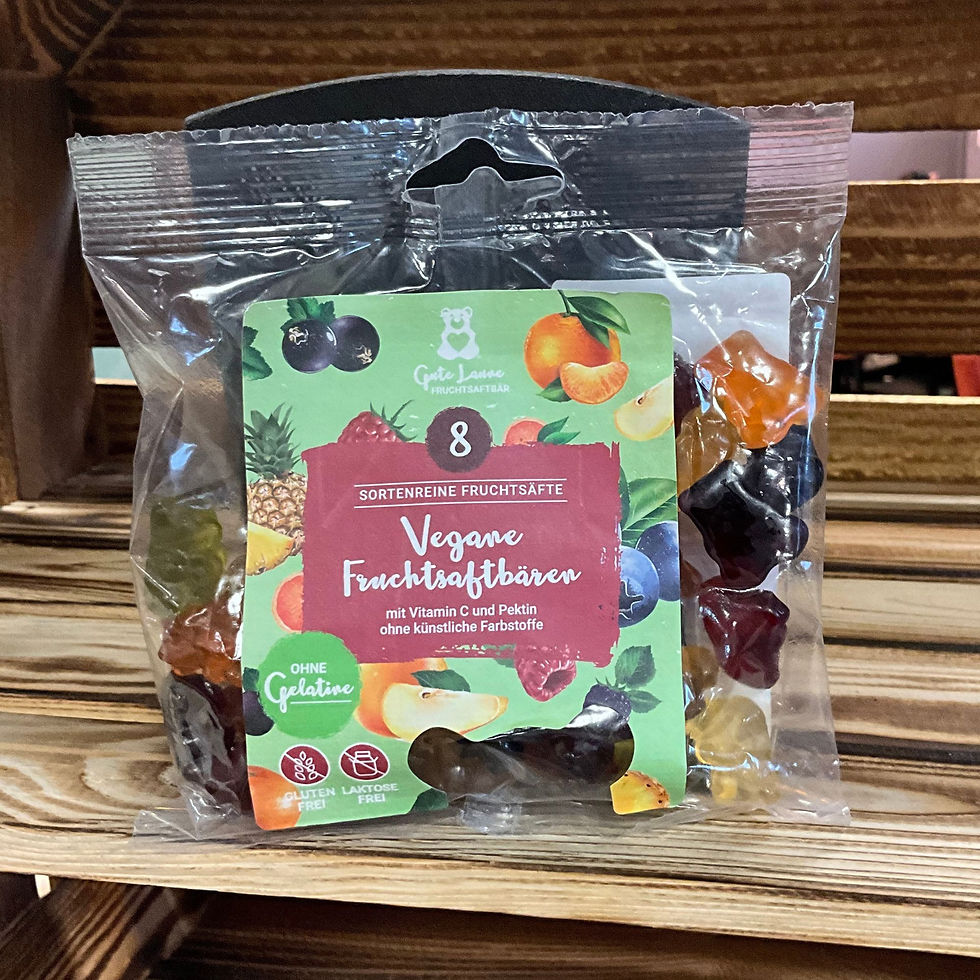 Gute Laune
FRUCHTSAFTBÄR
8
SORTENREINE FRUCHTSÄFTE
Vegane
Fruchtsaftbären
mit Vitamin C und Pektin
ohne künstliche Farbstoffe
OHNE
Gelatine
GLUTEN
FREI
LAKTOSE
FREI